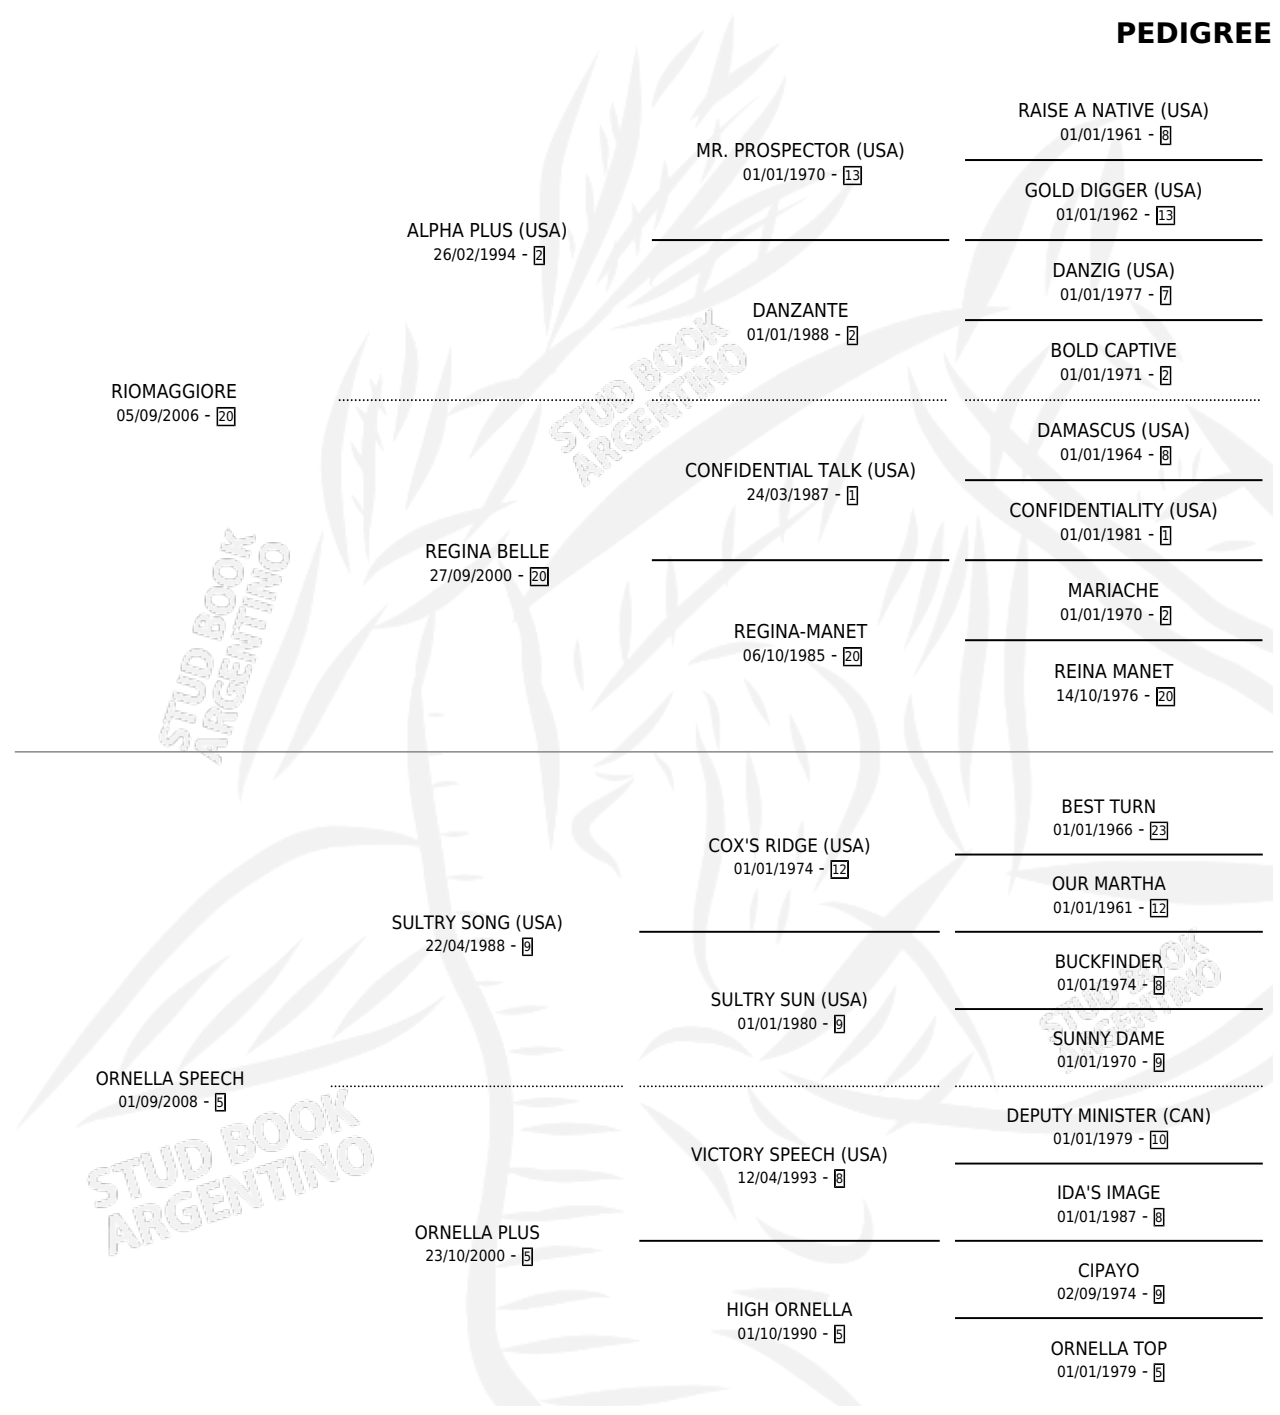 PEDIGREE
RAISE A NATIVE (USA)
01/01/1961 - 8
MR. PROSPECTOR (USA)
01/01/1970 - 13
GOLD DIGGER (USA)
01/01/1962 - 13
ALPHA PLUS (USA)
26/02/1994 - 2
DANZIG (USA)
01/01/1977 - 7
DANZANTE
01/01/1988 - 2
BOLD CAPTIVE
01/01/1971 - 2
RIOMAGGIORE
05/09/2006 - 20
DAMASCUS (USA)
01/01/1964 - 8
CONFIDENTIAL TALK (USA)
24/03/1987 - 1
CONFIDENTIALITY (USA)
01/01/1981 - 1
REGINA BELLE
27/09/2000 - 20
MARIACHE
01/01/1970 - 2
REGINA-MANET
06/10/1985 - 20
REINA MANET
14/10/1976 - 20
BEST TURN
01/01/1966 - 23
COX'S RIDGE (USA)
01/01/1974 - 12
OUR MARTHA
01/01/1961 - 12
SULTRY SONG (USA)
22/04/1988 - 9
BUCKFINDER
01/01/1974 - 8
SULTRY SUN (USA)
01/01/1980 - 9
SUNNY DAME
01/01/1970 - 9
ORNELLA SPEECH
01/09/2008 - 5
DEPUTY MINISTER (CAN)
01/01/1979 - 10
VICTORY SPEECH (USA)
12/04/1993 - 8
IDA'S IMAGE
01/01/1987 - 8
ORNELLA PLUS
23/10/2000 - 5
CIPAYO
02/09/1974 - 9
HIGH ORNELLA
01/10/1990 - 5
ORNELLA TOP
01/01/1979 - 5
STUD BOOK
ARGENTINO
STUD BOOK
ARGENTINO
STUD BOOK
ARGENTINO
STUD BOOK
ARGENTINO